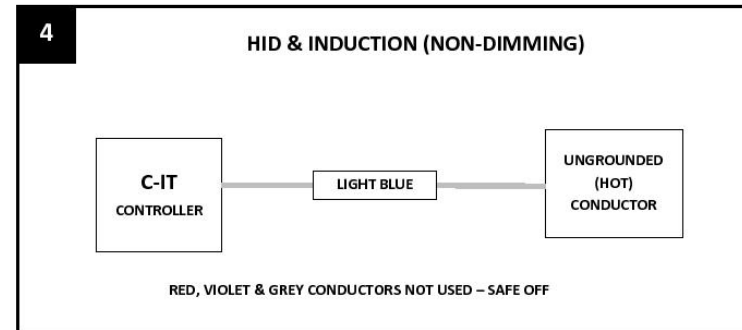 4
HID & INDUCTION (NON-DIMMING)
C-IT
CONTROLLER
LIGHT BLUE
UNGROUNDED
(HOT)
CONDUCTOR
RED, VIOLET & GREY CONDUCTORS NOT USED – SAFE OFF